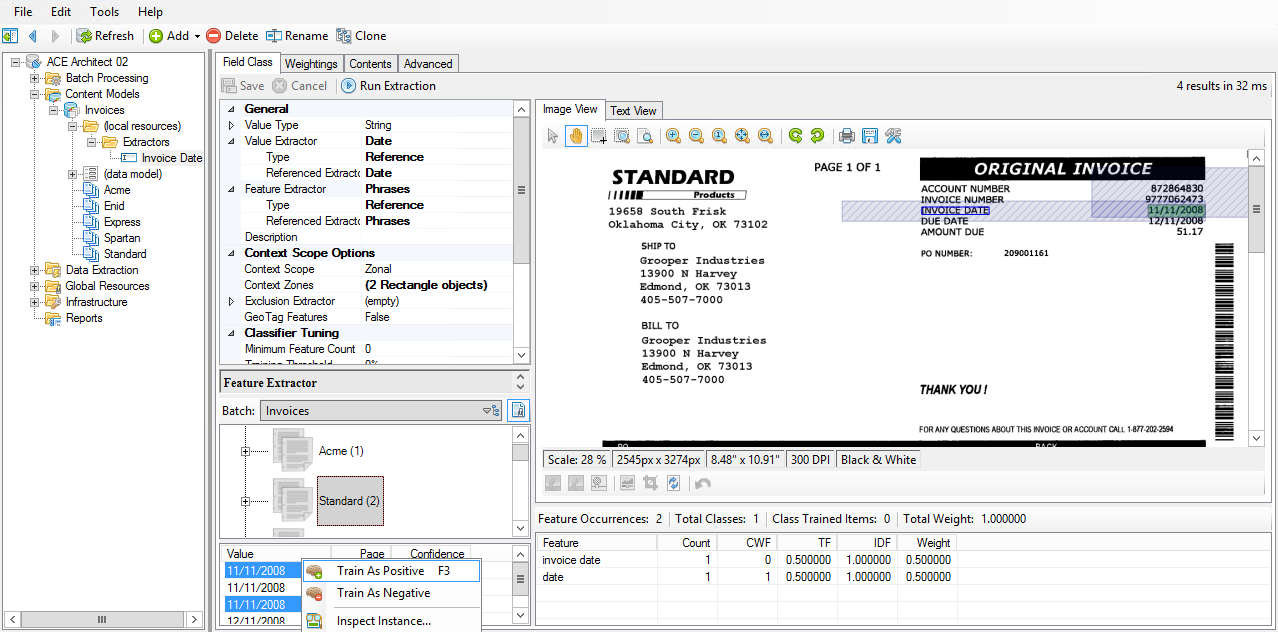 File Edit Tools Help
Refresh Add Delete Rename Clone
ACE Architect 02
Batch Processing
Content Models
Invoices
(local resources)
Extractors
Invoice Date
(data model)
Acme
Enid
Express
Spartan
Standard
Data Extraction
Global Resources
Infrastructure
Reports
Field Class Weightings Contents Advanced
Save Cancel Run Extraction 4 results in 32 ms
General
Value Type String
Value Extractor Date
Type Reference
Referenced Extractc Date
Feature Extractor Phrases
Type Reference
Referenced Extractc Phrases
Description
Context Scope Options
Context Scope Zonal
Context Zones (2 Rectangle objects)
Exclusion Extractor (empty)
GeoTag Features False
Classifier Tuning
Minimum Feature Count 0
Training Threshold 0%
Feature Extractor
Batch: Invoices
Acme (1)
Standard (2)
Value Page Confidence
11/11/2008
11/11/2008
11/11/2008
12/11/2008
Train As Positive F3
Train As Negative
Inspect Instance...
Image View Text View
STANDARD
Products
19658 South Frisk
Oklahoma City, OK 73102
PAGE 1 OF 1
ORIGINAL INVOICE
ACCOUNT NUMBER 872864830
INVOICE NUMBER 9777062473
INVOICE DATE 11/11/2008
DUE DATE 12/11/2008
AMOUNT DUE 51.17
PO NUMBER: 209001161
SHIP TO
Grooper Industries
13900 N Harvey
Edmond, OK 73013
405-507-7000
BILL TO
Grooper Industries
13900 N Harvey
Edmond, OK 73013
405-507-7000
THANK YOU !
FOR ANY QUESTIONS ABOUT THIS INVOICE OR ACCOUNT CALL 1-877-202-2594
Scale: 28 % 2545px x 3274px 8.48" x 10.91" 300 DPI Black & White
Feature Occurrences: 2 Total Classes: 1 Class Trained Items: 0 Total Weight: 1.000000
Feature Count CWF TF IDF Weight
invoice date 1 0 0.500000 1.000000 0.500000
date 1 1 0.500000 1.000000 0.500000